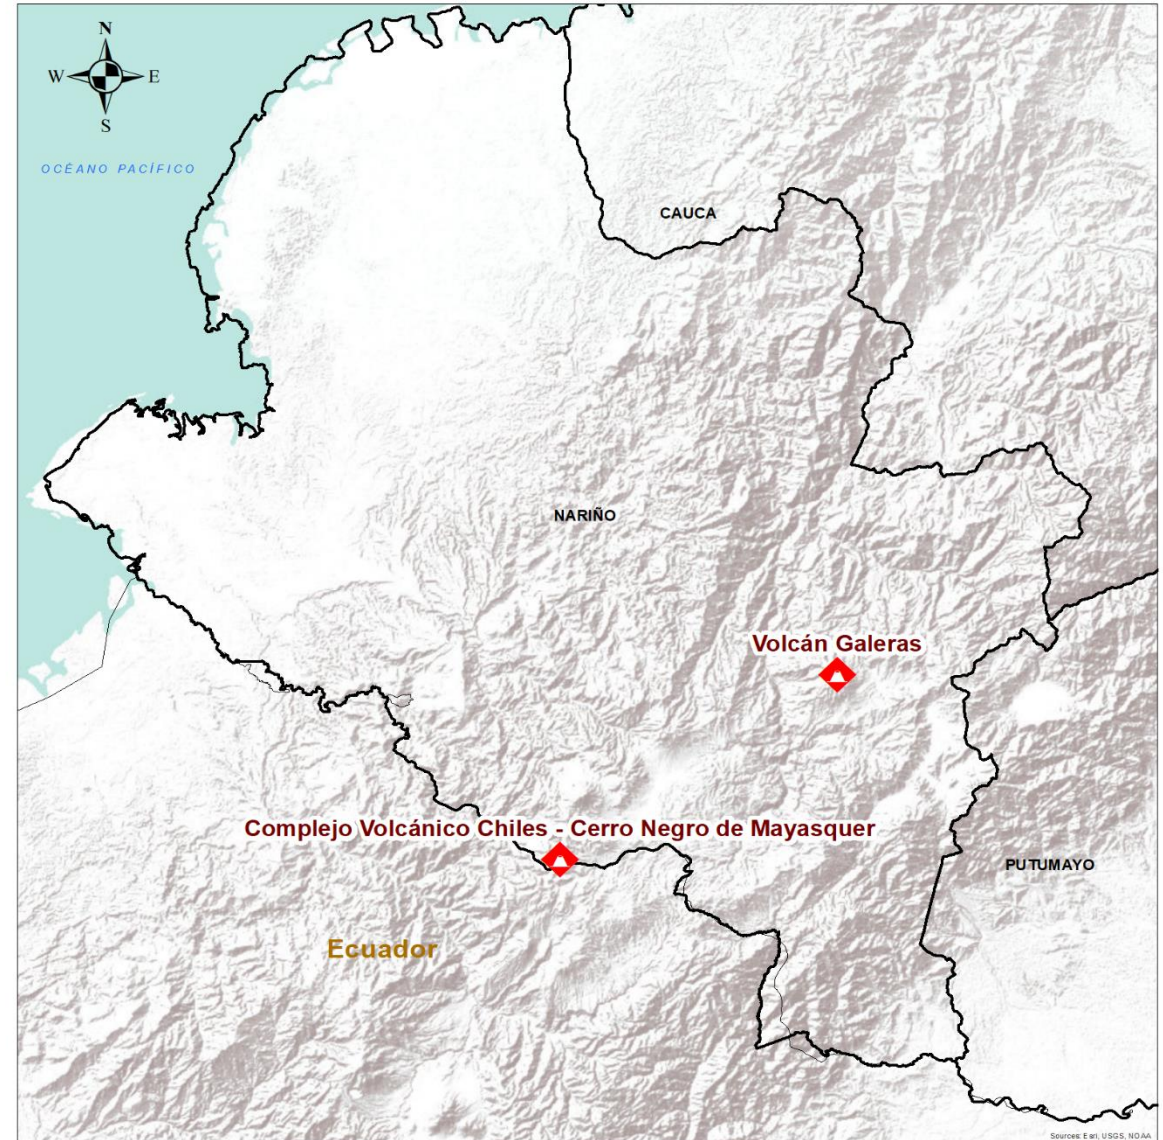 N
W E
S
OCÉANO PACÍFICO
CAUCA
NARIÑO
Volcán Galeras
Complejo Volcánico Chiles - Cerro Negro de Mayasquer
PUTUMAYO
Ecuador
Sources: Esri, USGS, NOAA